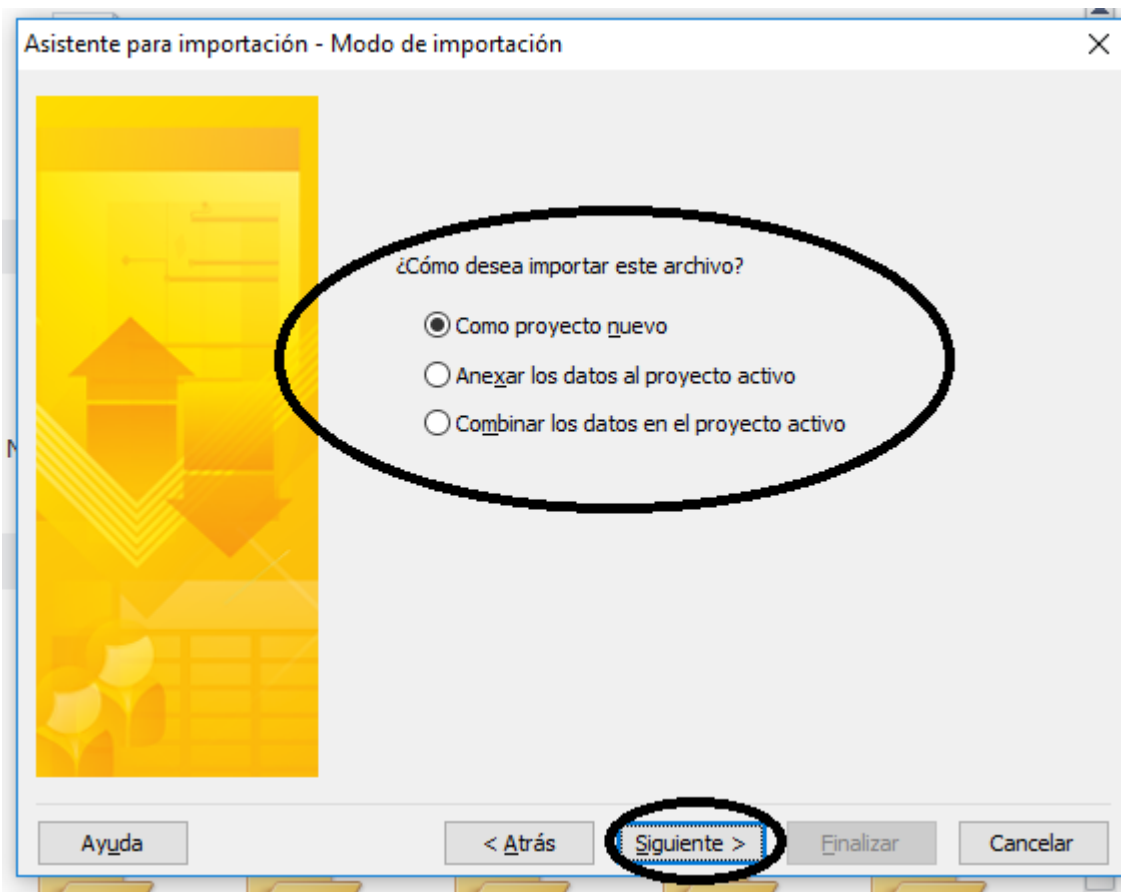 Asistente para importación - Modo de importación
¿Cómo desea importar este archivo?
Como proyecto nuevo
Anexar los datos al proyecto activo
Combinar los datos en el proyecto activo
Ayuda
< Atrás
Siguiente >
Finalizar
Cancelar